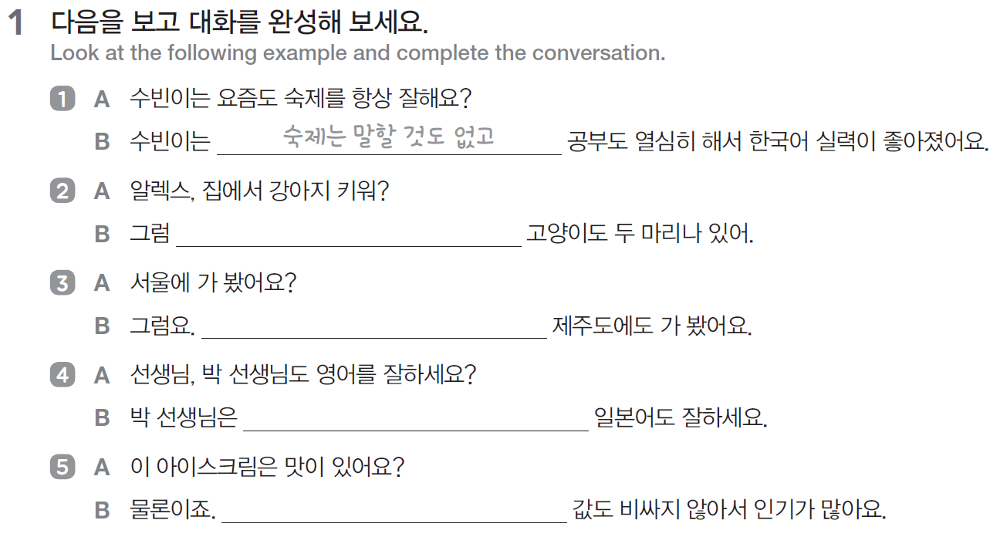 1 다음을 보고 대화를 완성해 보세요.
Look at the following example and complete the conversation.
1 A 수빈이는 요즘도 숙제를 항상 잘해요?
B 수빈이는 숙제는 말할 것도 없고 공부도 열심히 해서 한국어 실력이 좋아졌어요.
2 A 알렉스, 집에서 강아지 키워?
B 그럼 고양이도 두 마리나 있어.
3 A 서울에 가 봤어요?
B 그럼요. 제주도에도 가 봤어요.
4 A 선생님, 박 선생님도 영어를 잘하세요?
B 박 선생님은 일본어도 잘하세요.
5 A 이 아이스크림은 맛이 있어요?
B 물론이죠. 값도 비싸지 않아서 인기가 많아요.